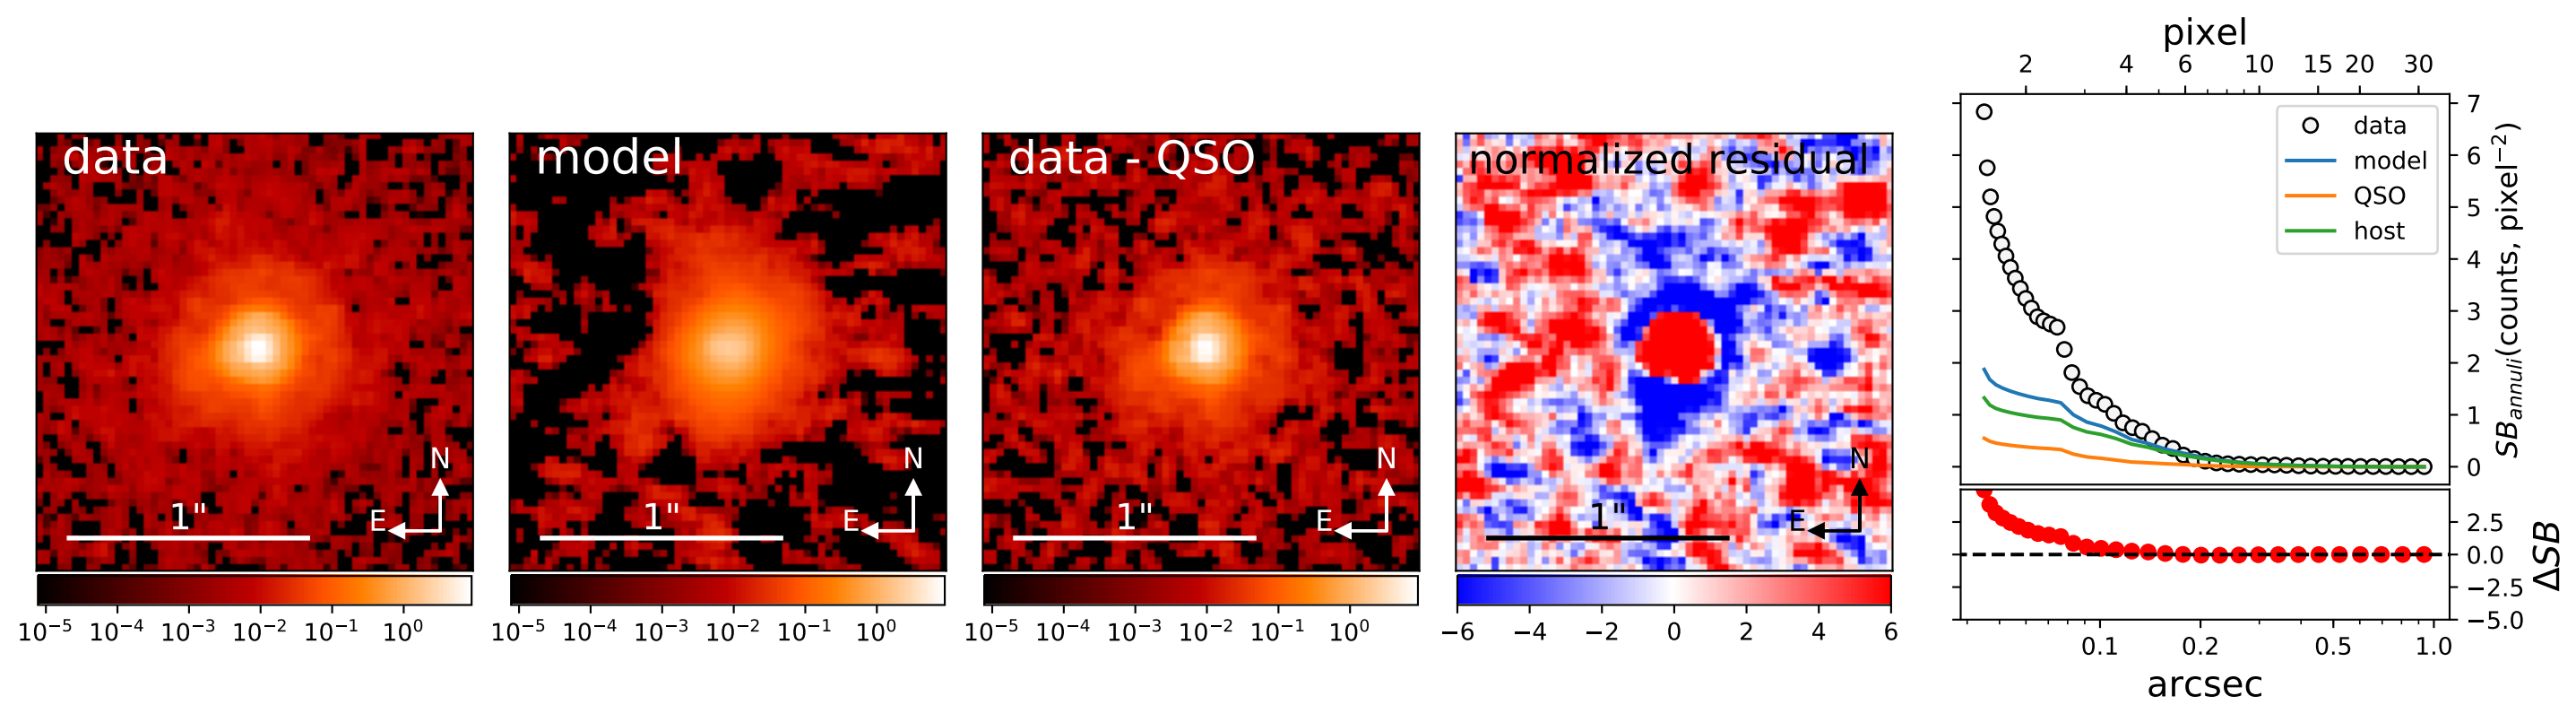 data
N
E
1"
10⁻⁵ 10⁻⁴ 10⁻³ 10⁻² 10⁻¹ 10⁰
model
N
E
1"
10⁻⁵ 10⁻⁴ 10⁻³ 10⁻² 10⁻¹ 10⁰
data - QSO
N
E
1"
10⁻⁵ 10⁻⁴ 10⁻³ 10⁻² 10⁻¹ 10⁰
normalized residual
N
E
1"
−6 −4 −2 0 2 4 6
pixel
2 4 6 10 15 20 30
data
model
QSO
host
7
6
5
4
3
2
1
0
SB_annuli(counts, pixel⁻²)
2.5
0.0
−2.5
−5.0
ΔSB
0.1 0.2 0.5 1.0
arcsec